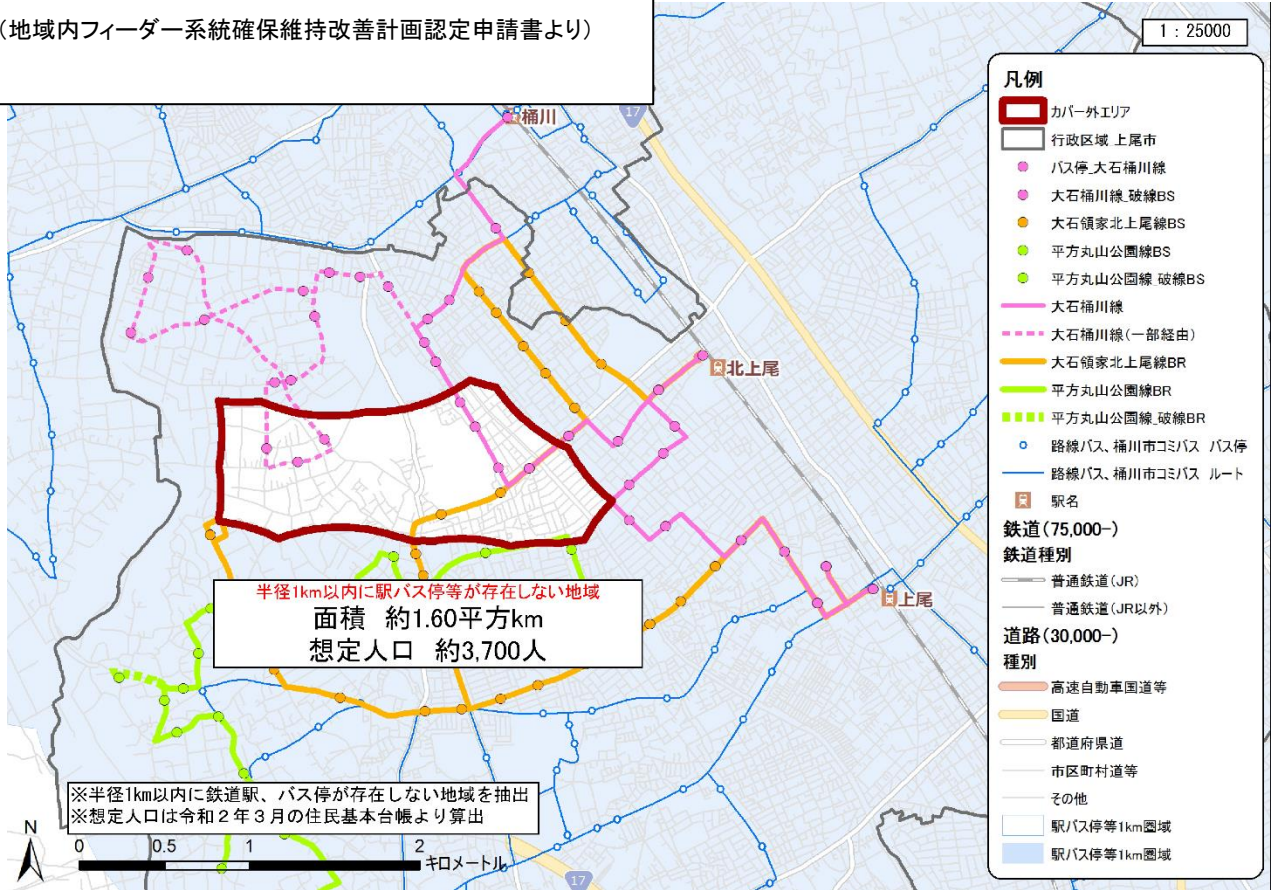 （地域内フィーダー系統確保維持改善計画認定申請書より）
1：25000
凡例
カバー外エリア
行政区域 上尾市
バス停_大石桶川線
大石桶川線_破線BS
大石領家北上尾線BS
平方丸山公園線BS
平方丸山公園線_破線BS
大石桶川線
大石桶川線（一部経由）
大石領家北上尾線BR
平方丸山公園線BR
平方丸山公園線_破線BR
路線バス、桶川市コミバス バス停
路線バス、桶川市コミバス ルート
駅名
鉄道（75,000-）
鉄道種別
普通鉄道（JR）
普通鉄道（JR以外）
道路（30,000-）
種別
高速自動車国道等
国道
都道府県道
市区町村道等
その他
駅バス停等1km圏域
駅バス停等1km圏域
桶川
17
北上尾
上尾
半径1km以内に駅バス停等が存在しない地域
面積 約1.60平方km
想定人口 約3,700人
※半径1km以内に鉄道駅、バス停が存在しない地域を抽出
※想定人口は令和２年３月の住民基本台帳より算出
N
0 0.5 1 2
キロメートル
17